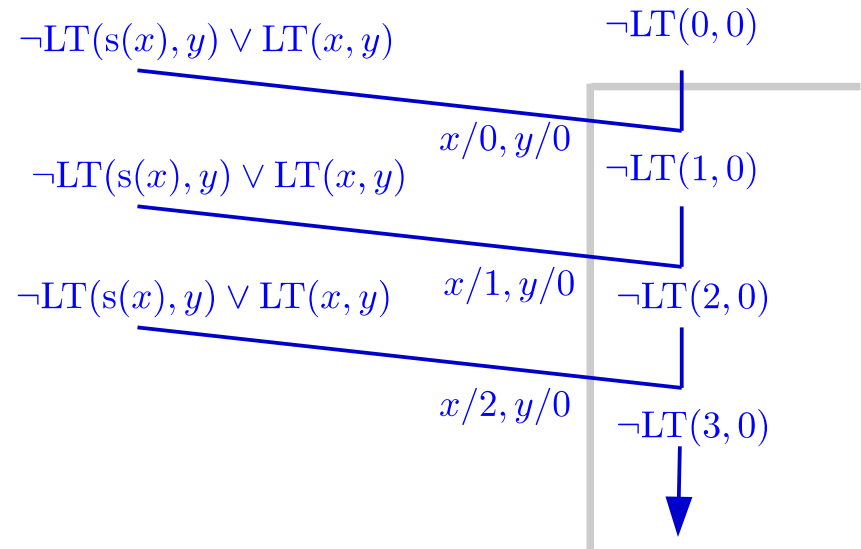 ¬LT(s(x), y) ∨ LT(x, y)
¬LT(0, 0)
x/0, y/0
¬LT(s(x), y) ∨ LT(x, y)
¬LT(1, 0)
x/1, y/0
¬LT(s(x), y) ∨ LT(x, y)
¬LT(2, 0)
x/2, y/0
¬LT(3, 0)